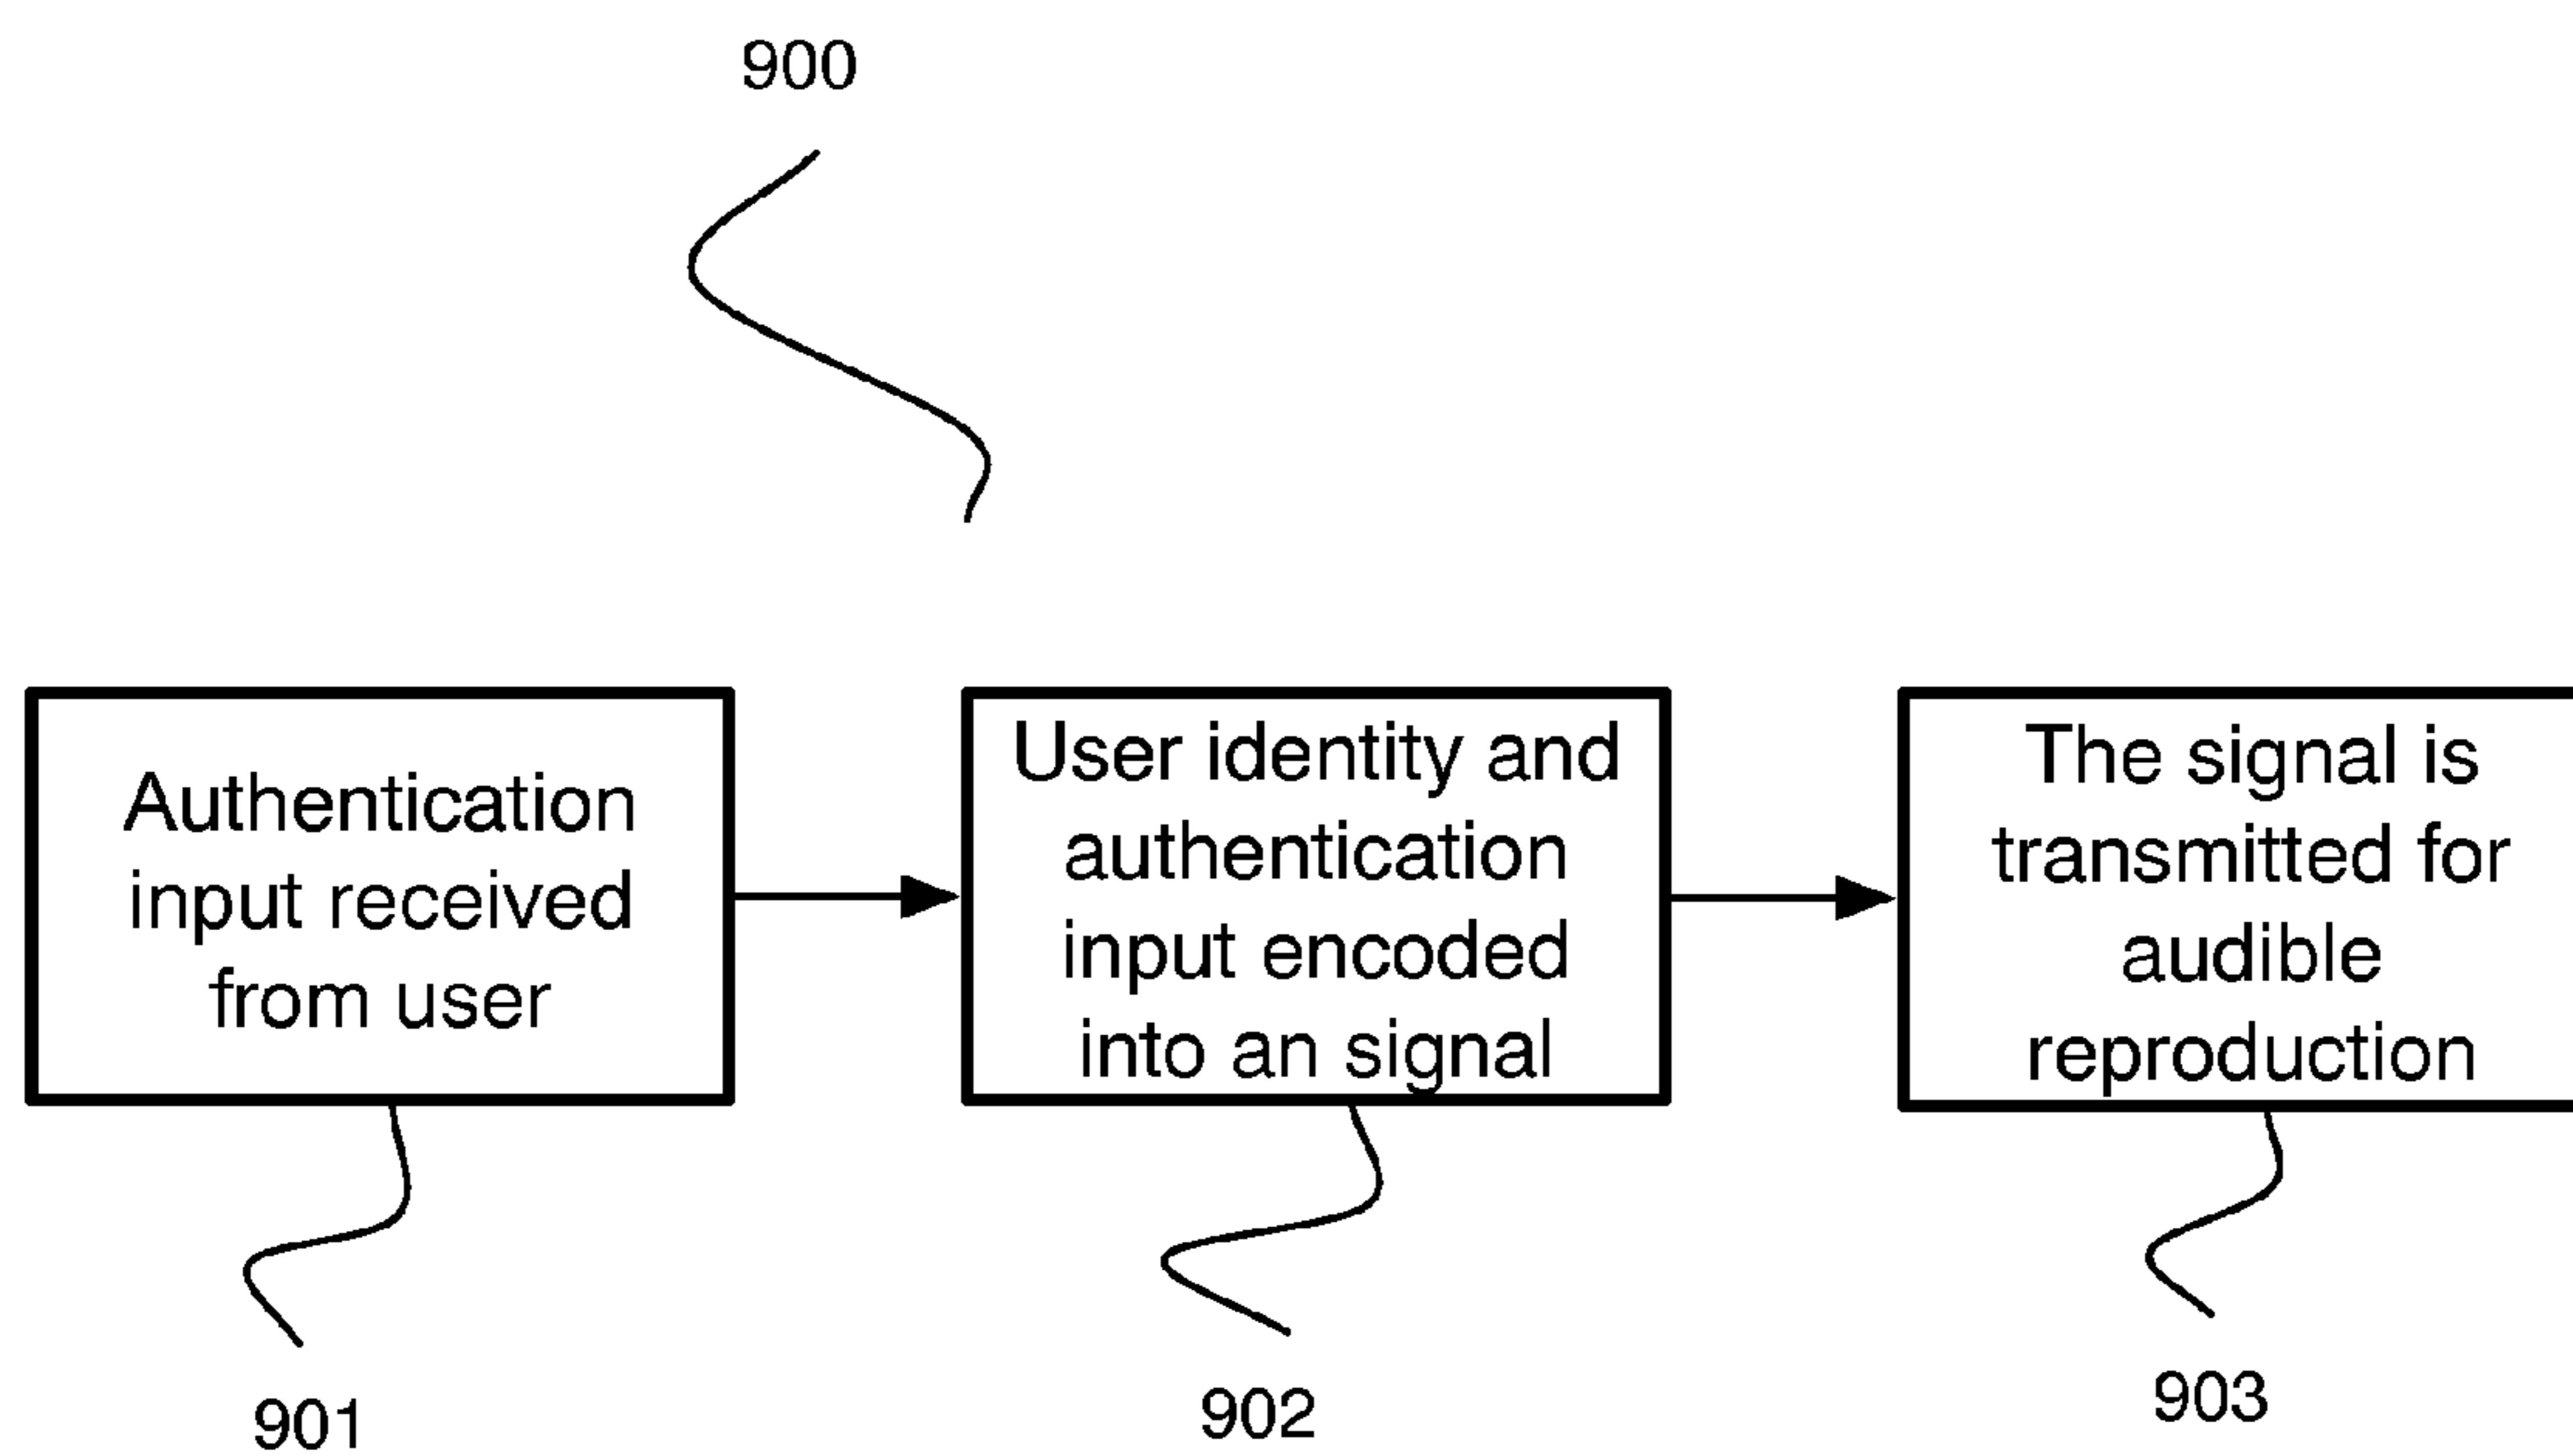 900
Authentication
input received
from user
User identity and
authentication
input encoded
into an signal
The signal is
transmitted for
audible
reproduction
901
902
903